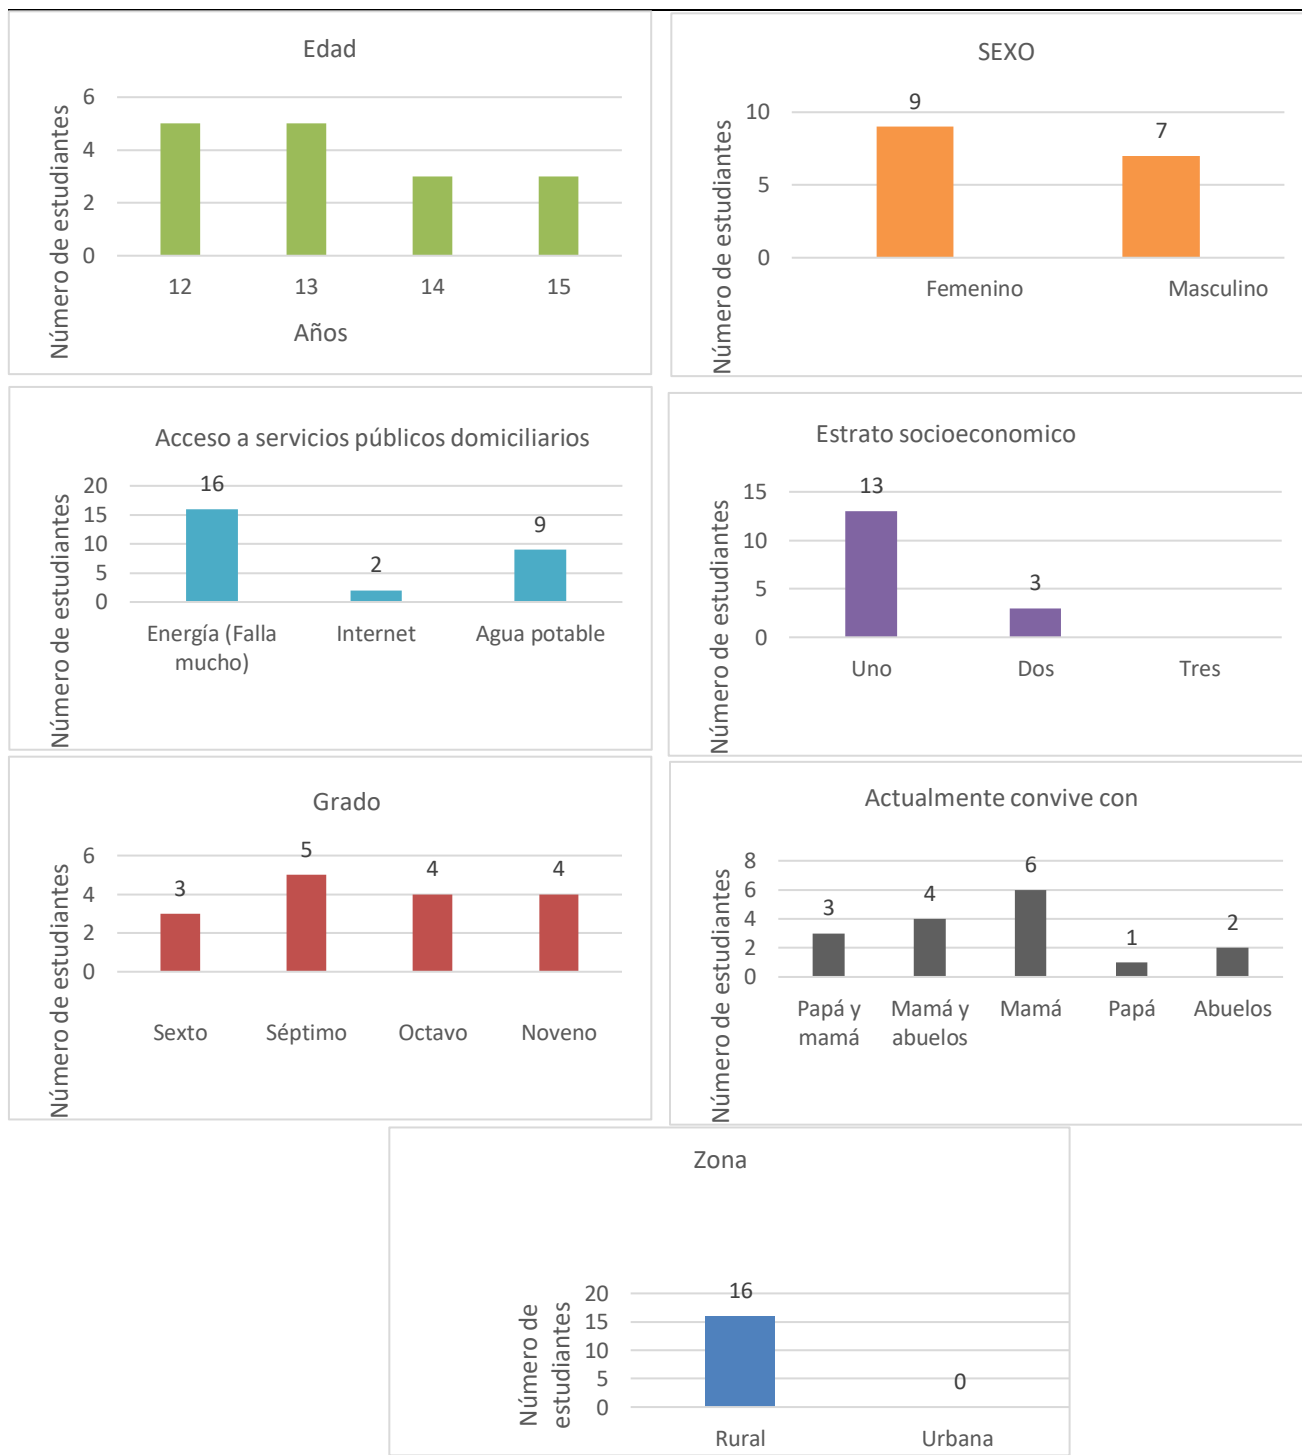 Edad
Número de estudiantes
6
4
2
0
12 13 14 15
Años
SEXO
Número de estudiantes
10
5
0
9
7
Femenino Masculino
Acceso a servicios públicos domiciliarios
Número de estudiantes
20
15
10
5
0
16
2
9
Energía (Falla
mucho)
Internet
Agua potable
Estrato socioeconomico
Número de estudiantes
15
10
5
0
13
3
Uno Dos Tres
Grado
Número de estudiantes
6
4
2
0
3
5
4
4
Sexto Séptimo Octavo Noveno
Actualmente convive con
Número de estudiantes
8
6
4
2
0
3
4
6
1
2
Papá y
mamá
Mamá y
abuelos
Mamá
Papá
Abuelos
Zona
Número de
estudiantes
20
15
10
5
0
16
0
Rural Urbana